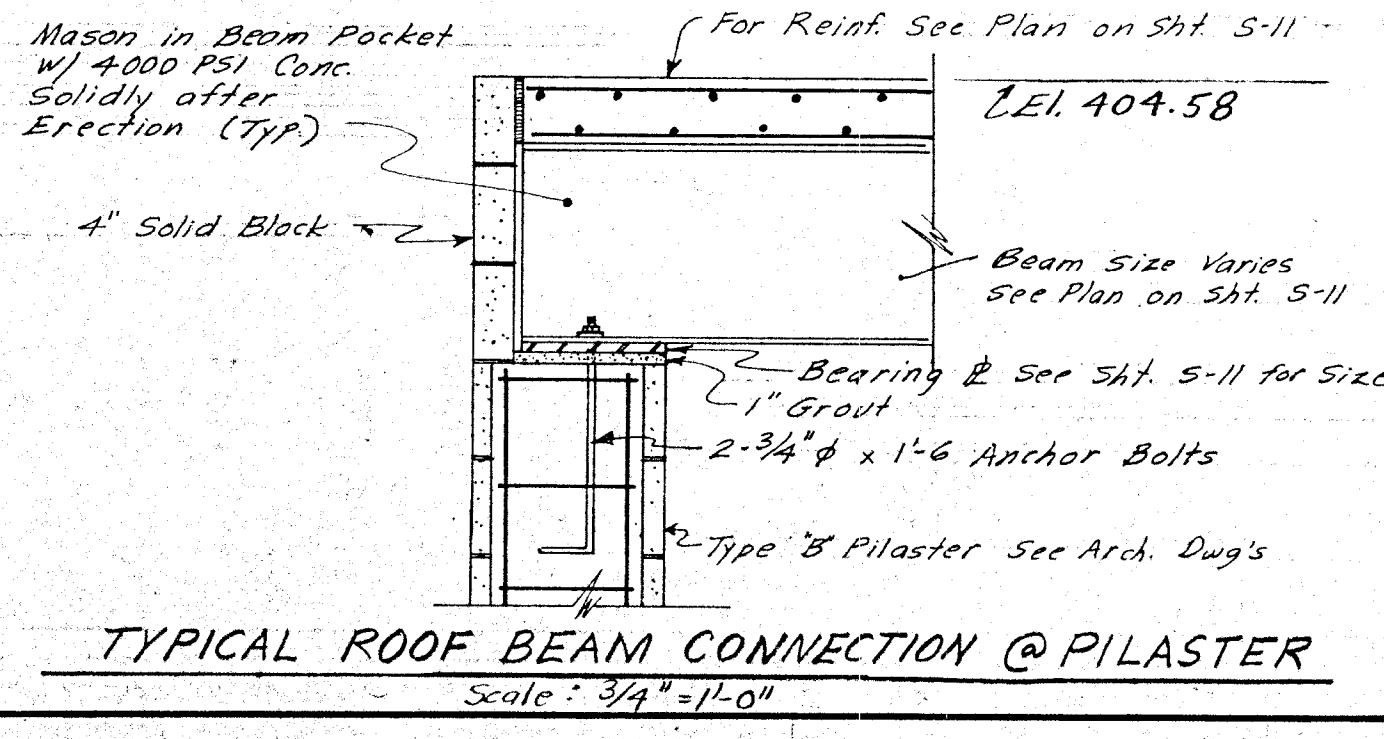 Mason in Beam Pocket
W/ 4000 PSI Conc.
Solidly after
Erection (Typ.)
For Reinf. See Plan on Sht. S-11
El. 404.58
4" Solid Block
Beam Size Varies
See Plan on Sht. S-11
Bearing ⅊ See Sht. S-11 for Size
1" Grout
2-3/4"ϕ x 1'-6 Anchor Bolts
Type "B" Pilaster See Arch. Dwg's
TYPICAL ROOF BEAM CONNECTION @ PILASTER
Scale: 3/4"=1'-0"